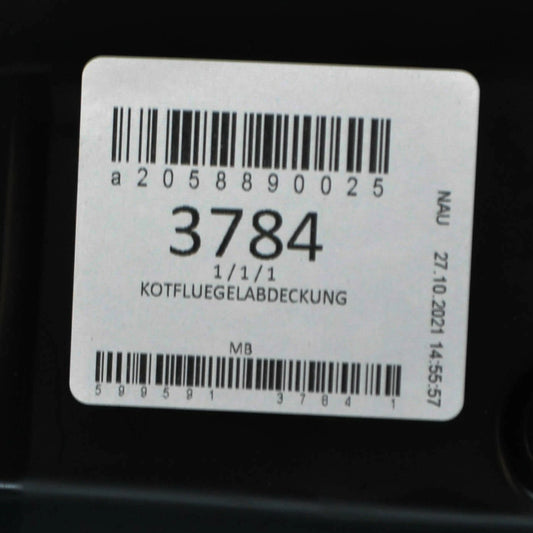 a2058890025
3784
1/1/1
KOTFLUEGELABDECKUNG
MB
599591 3784 1
NAU 27.10.2021 14:55:57